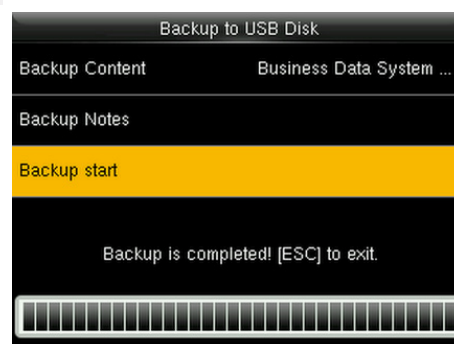 Backup to USB Disk
Backup Content Business Data System ...
Backup Notes
Backup start
Backup is completed! [ESC] to exit.